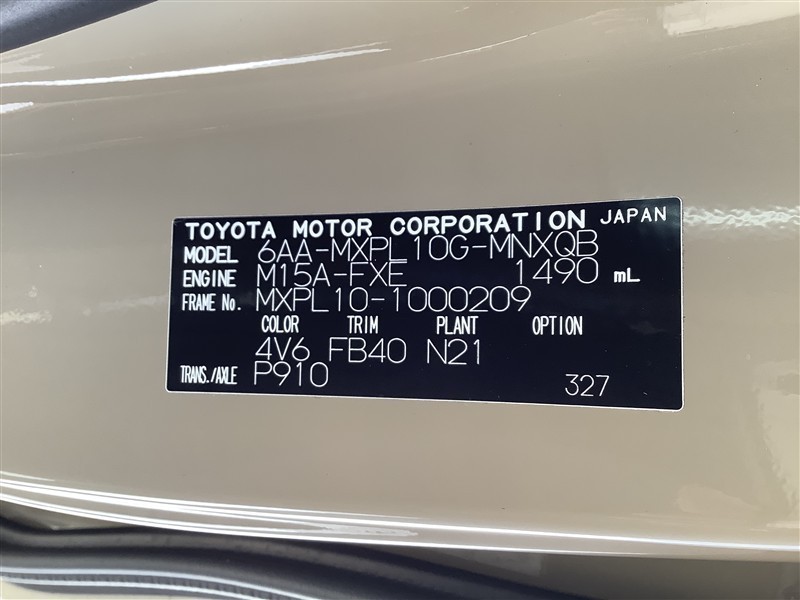 TOYOTA MOTOR CORPORATION JAPAN
MODEL 6AA-MXPL10G-MNXQB
ENGINE M15A-FXE 1490 mL
FRAME No. MXPL10-1000209
COLOR TRIM PLANT OPTION
4V6 FB40 N21
TRANS./AXLE P910 327